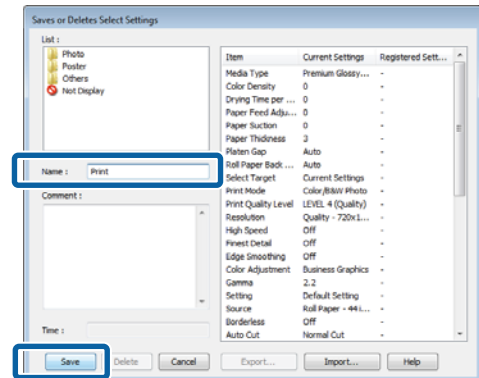 Saves or Deletes Select Settings
List :
Photo
Poster
Others
Not Display
Name : Print
Comment :
Time :
Item Current Settings Registered Sett...
Media Type Premium Glossy... -
Color Density 0 -
Drying Time per ... 0 -
Paper Feed Adju... 0 -
Paper Suction 0 -
Paper Thickness 3 -
Platen Gap Auto -
Roll Paper Back ... Auto -
Select Target Current Settings -
Print Mode Color/B&W Photo -
Print Quality Level LEVEL 4 (Quality) -
Resolution Quality - 720x1... -
High Speed Off -
Finest Detail Off -
Edge Smoothing Off -
Color Adjustment Business Graphics -
Gamma 2.2 -
Setting Default Setting -
Source Roll Paper - 44 i... -
Borderless Off -
Auto Cut Normal Cut -
Save Delete Cancel Export... Import... Help